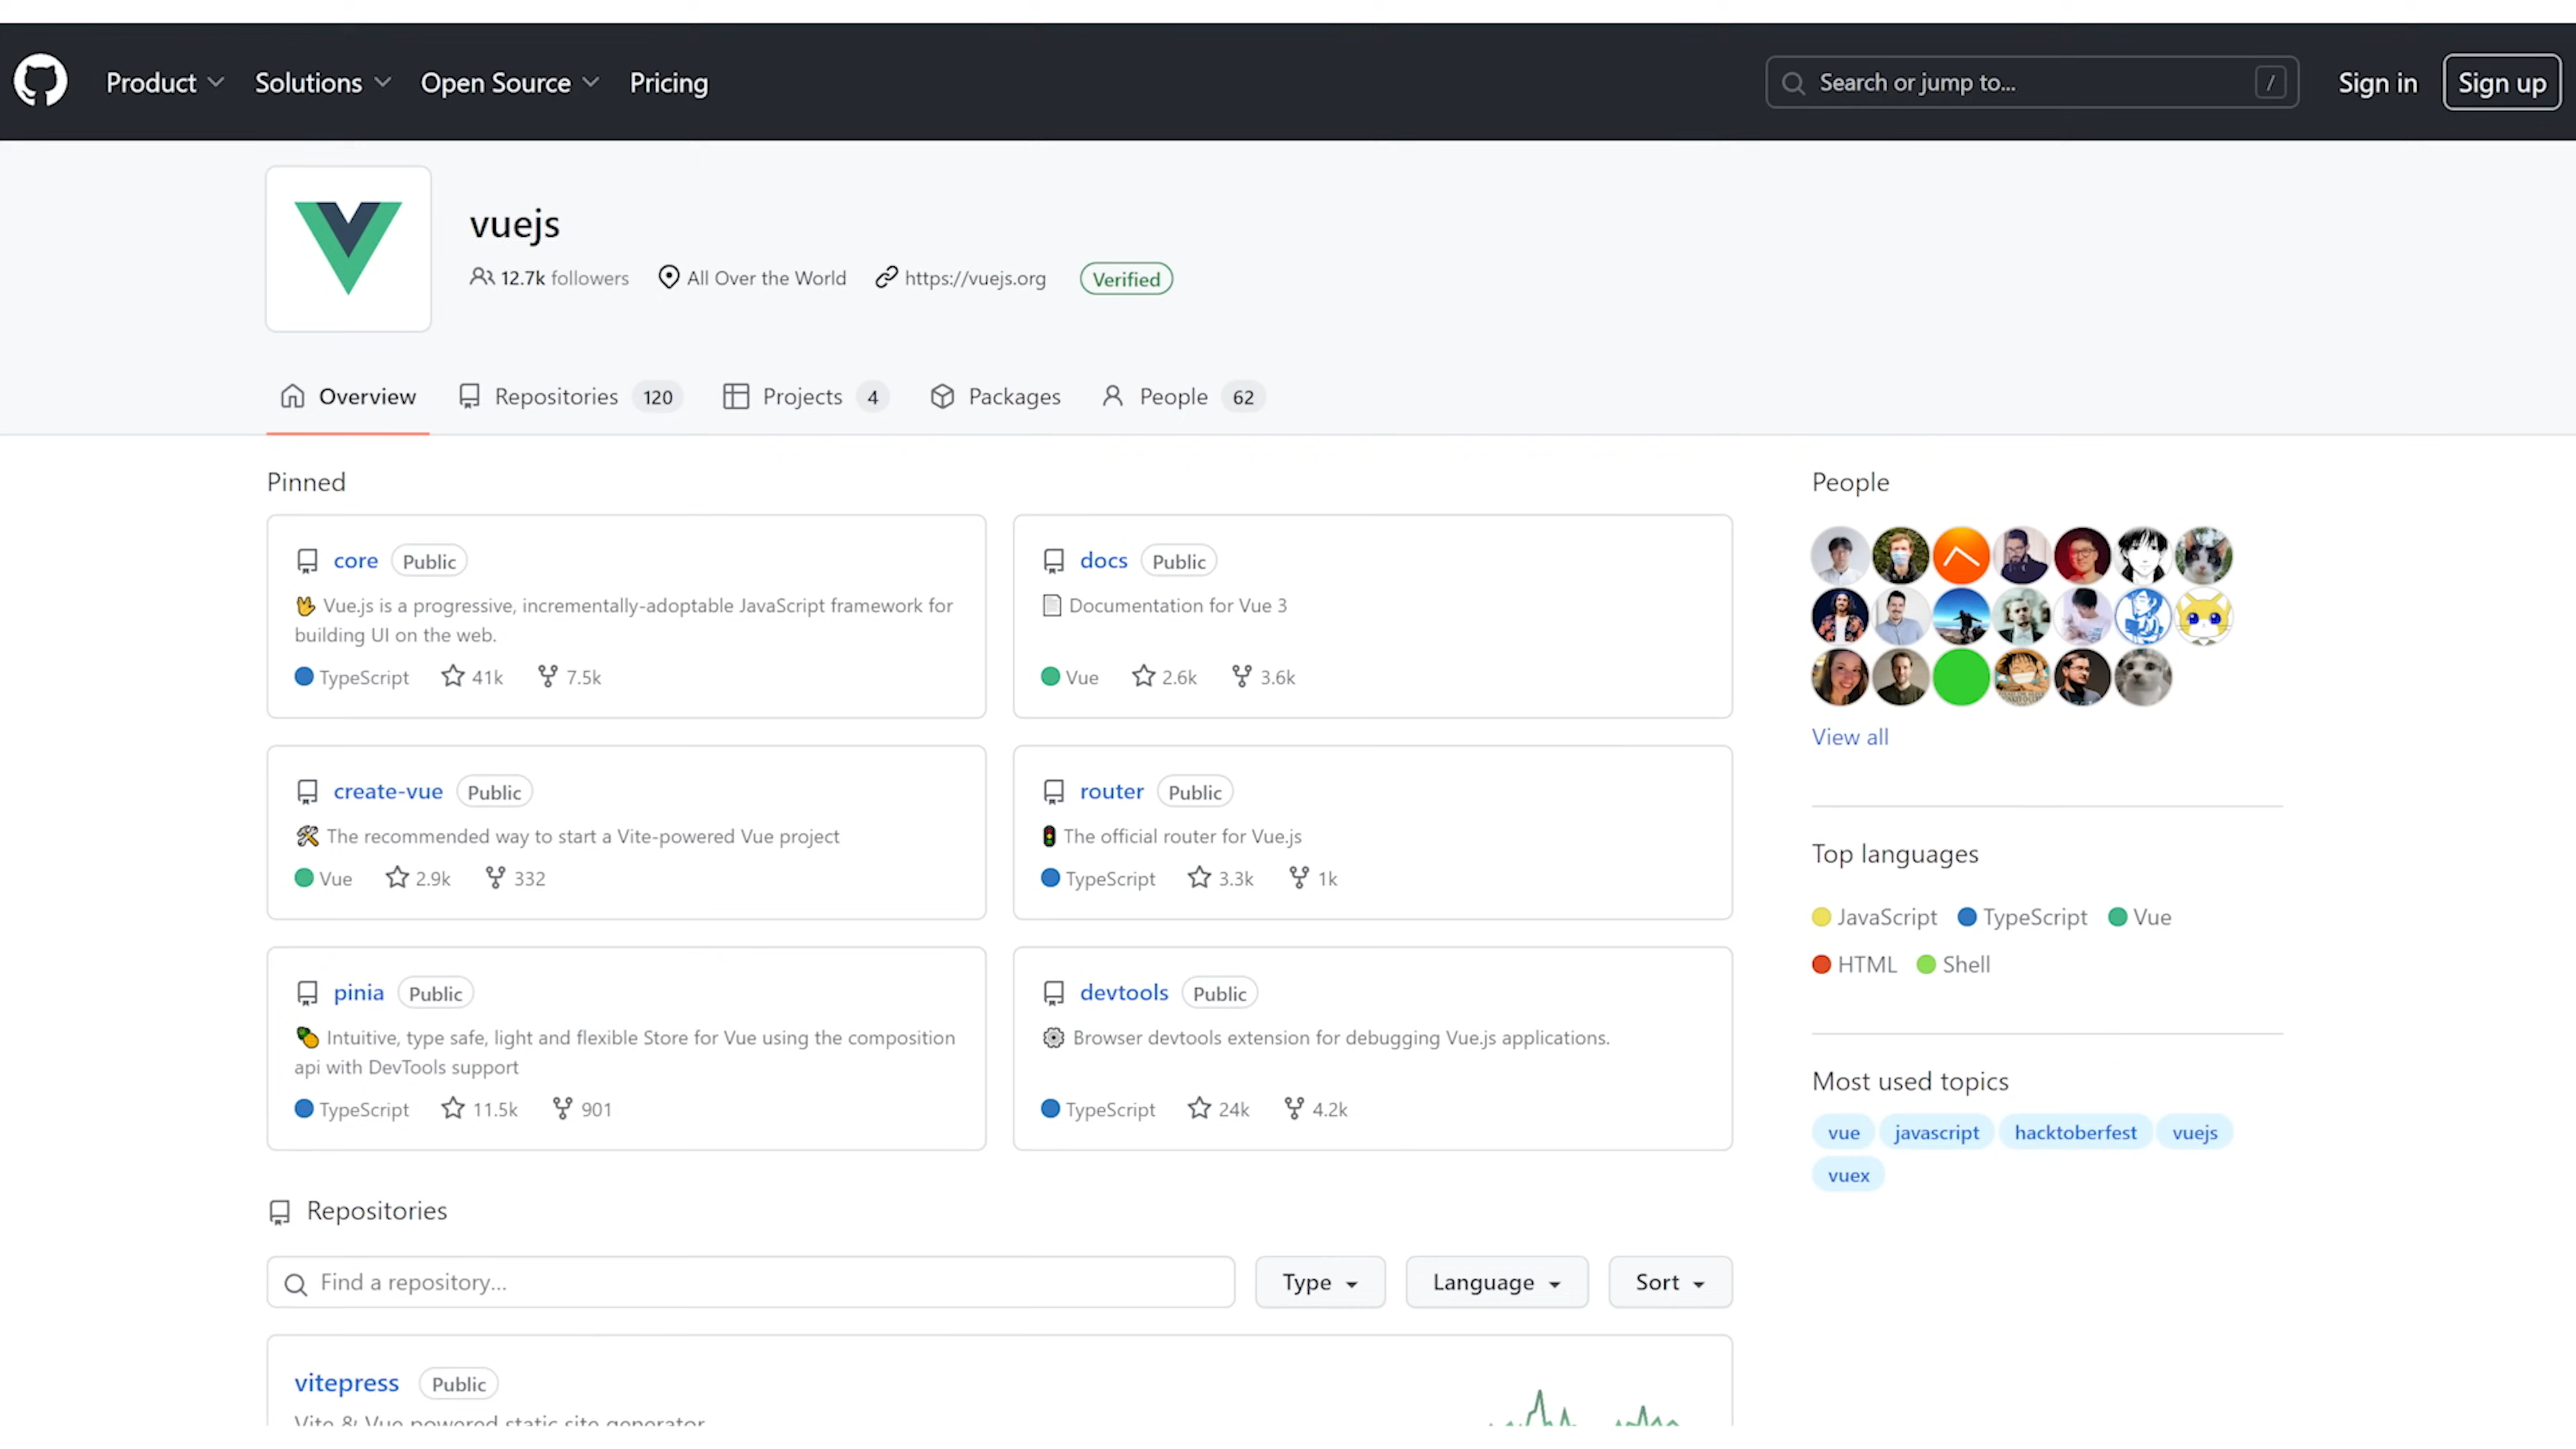 Product Solutions Open Source Pricing Search or jump to... / Sign in Sign up
vuejs
12.7k followers All Over the World https://vuejs.org Verified
Overview Repositories 120 Projects 4 Packages People 62
Pinned
core Public
Vue.js is a progressive, incrementally-adoptable JavaScript framework for
building UI on the web.
TypeScript 41k 7.5k
docs Public
Documentation for Vue 3
Vue 2.6k 3.6k
create-vue Public
The recommended way to start a Vite-powered Vue project
Vue 2.9k 332
router Public
The official router for Vue.js
TypeScript 3.3k 1k
pinia Public
Intuitive, type safe, light and flexible Store for Vue using the composition
api with DevTools support
TypeScript 11.5k 901
devtools Public
Browser devtools extension for debugging Vue.js applications.
TypeScript 24k 4.2k
Repositories
Find a repository... Type Language Sort
vitepress Public
Vite & Vue powered static site generator
People
View all
Top languages
JavaScript TypeScript Vue
HTML Shell
Most used topics
vue javascript hacktoberfest vuejs
vuex